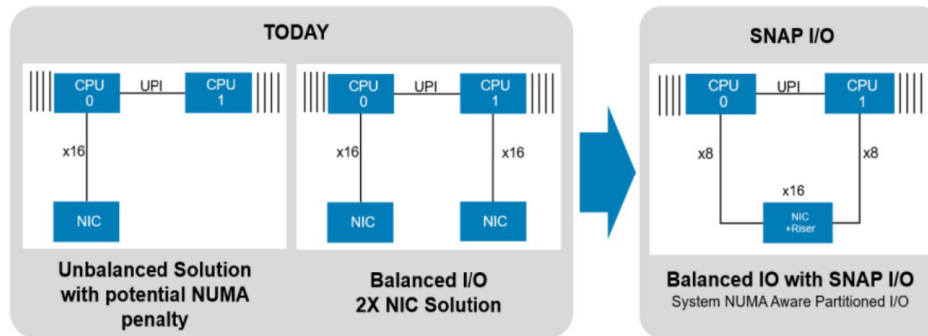 TODAY
CPU
0
UPI
CPU
1
x16
NIC
Unbalanced Solution
with potential NUMA
penalty
CPU
0
UPI
CPU
1
x16
x16
NIC
NIC
Balanced I/O
2X NIC Solution
SNAP I/O
CPU
0
UPI
CPU
1
x8
x8
x16
NIC
+Riser
Balanced IO with SNAP I/O
System NUMA Aware Partitioned I/O